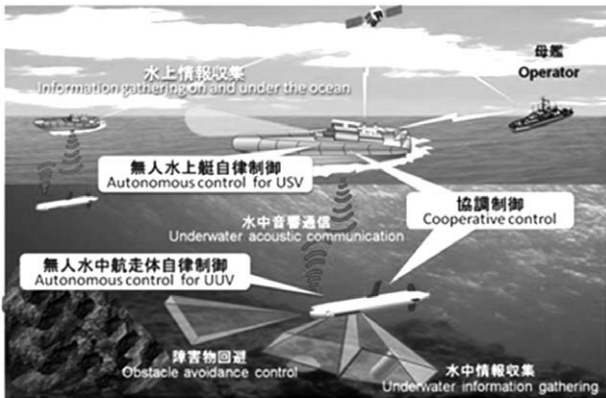 母艦
Operator
水上情報収集
Information gathering on and under the ocean
無人水上艇自律制御
Autonomous control for USV
協調制御
Cooperative control
水中音響通信
Underwater acoustic communication
無人水中航走体自律制御
Autonomous control for UUV
障害物回避
Obstacle avoidance control
水中情報収集
Underwater information gathering